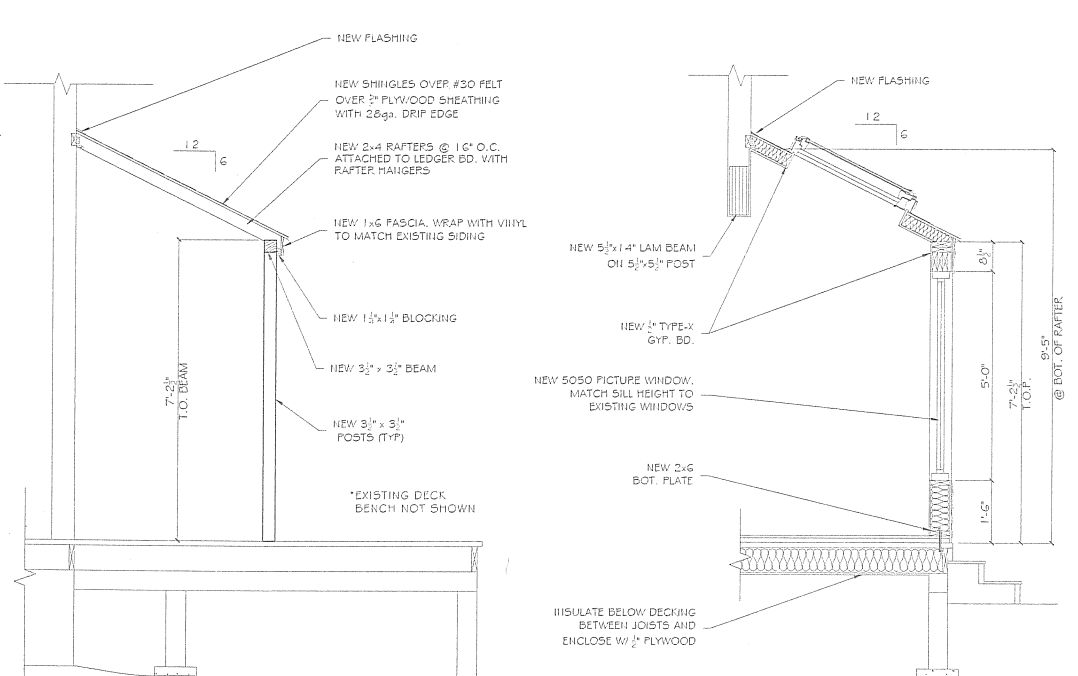 NEW FLASHING
NEW SHINGLES OVER #30 FELT
OVER ½" PLYWOOD SHEATHING
WITH 28ga. DRIP EDGE
12
6
NEW 2x4 RAFTERS @ 16" O.C.
ATTACHED TO LEDGER BD. WITH
RAFTER HANGERS
NEW 1x6 FASCIA. WRAP WITH VINYL
TO MATCH EXISTING SIDING
NEW 1¼"x1¼" BLOCKING
NEW 3½" x 3½" BEAM
7'-2½"
T.O. BEAM
NEW 3½" x 3½"
POSTS (TYP)
*EXISTING DECK
BENCH NOT SHOWN
NEW FLASHING
12
6
NEW 5½"x14" LAM BEAM
ON 5½"x5½" POST
8½"
NEW ½" TYPE-X
GYP. BD.
9'-5"
@ BOT. OF RAFTER
NEW 5050 PICTURE WINDOW.
MATCH SILL HEIGHT TO
EXISTING WINDOWS
5'-0"
7'-2½"
T.O.P.
NEW 2x6
BOT. PLATE
1'-6"
INSULATE BELOW DECKING
BETWEEN JOISTS AND
ENCLOSE W/ ½" PLYWOOD